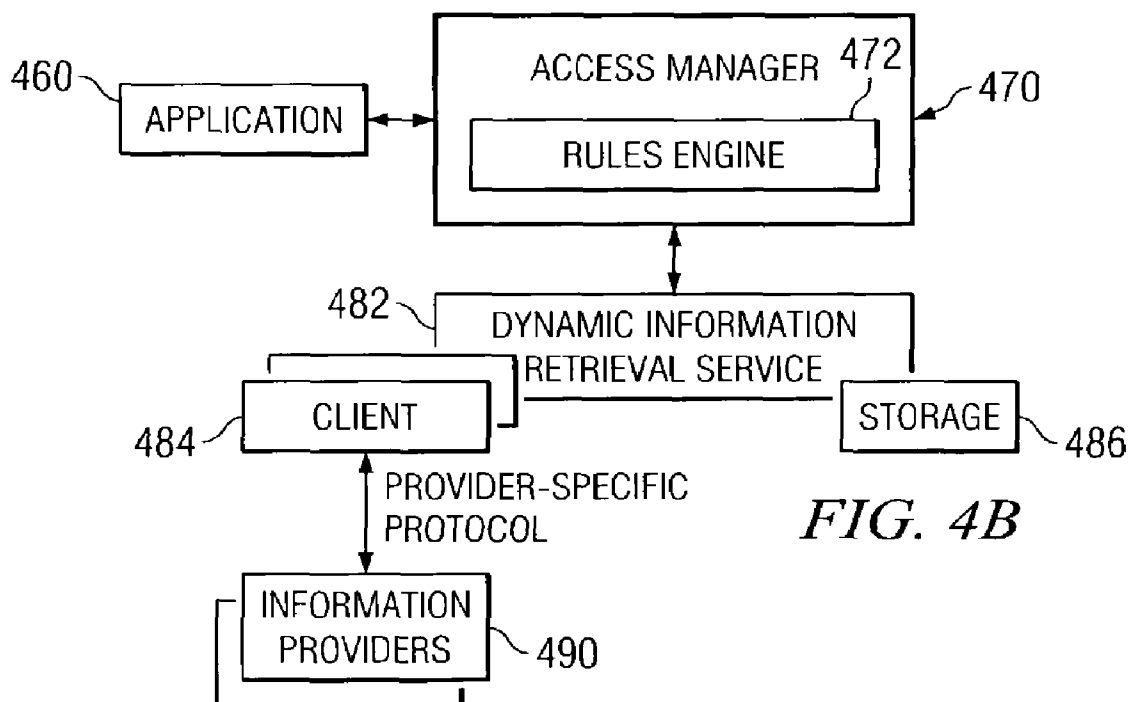 ACCESS MANAGER
472
460
470
APPLICATION
RULES ENGINE
482
DYNAMIC INFORMATION
RETRIEVAL SERVICE
CLIENT
STORAGE
484
486
PROVIDER-SPECIFIC
PROTOCOL
FIG. 4B
INFORMATION
PROVIDERS
490